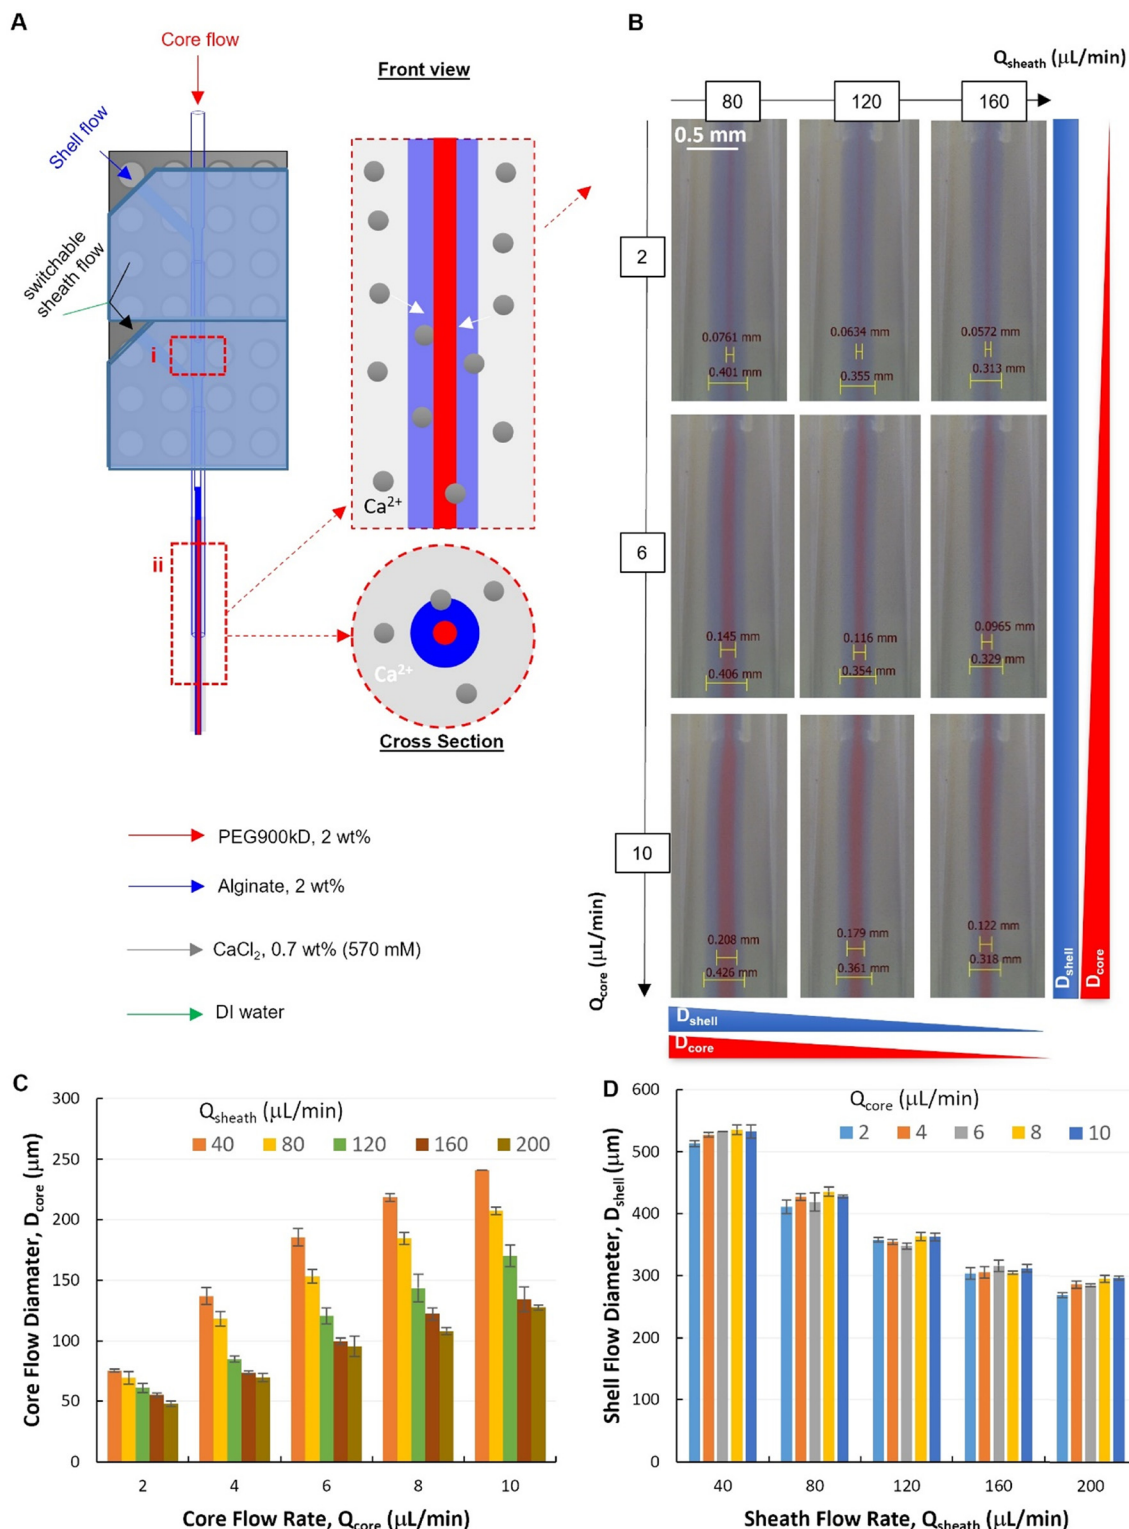 A
Core flow
Shell flow
switchable
sheath flow
i
ii
Front view
Ca2+
Ca2+
Cross Section
PEG900kD, 2 wt%
Alginate, 2 wt%
CaCl2, 0.7 wt% (570 mM)
DI water
B
Qsheath (μL/min)
80 120 160
0.5 mm
2
0.0761 mm 0.0634 mm 0.0572 mm
0.401 mm 0.355 mm 0.313 mm
6
0.145 mm 0.116 mm 0.0965 mm
0.406 mm 0.354 mm 0.329 mm
10
0.208 mm 0.179 mm 0.122 mm
0.426 mm 0.361 mm 0.318 mm
Qcore (μL/min)
Dshell
Dcore
Dshell
Dcore
C
Qsheath (μL/min)
40 80 120 160 200
Core Flow Diamater, Dcore (μm)
300
250
200
150
100
50
0
2 4 6 8 10
Core Flow Rate, Qcore (μL/min)
D
Qcore (μL/min)
2 4 6 8 10
Shell Flow Diameter, Dshell (μm)
600
500
400
300
200
100
0
40 80 120 160 200
Sheath Flow Rate, Qsheath (μL/min)